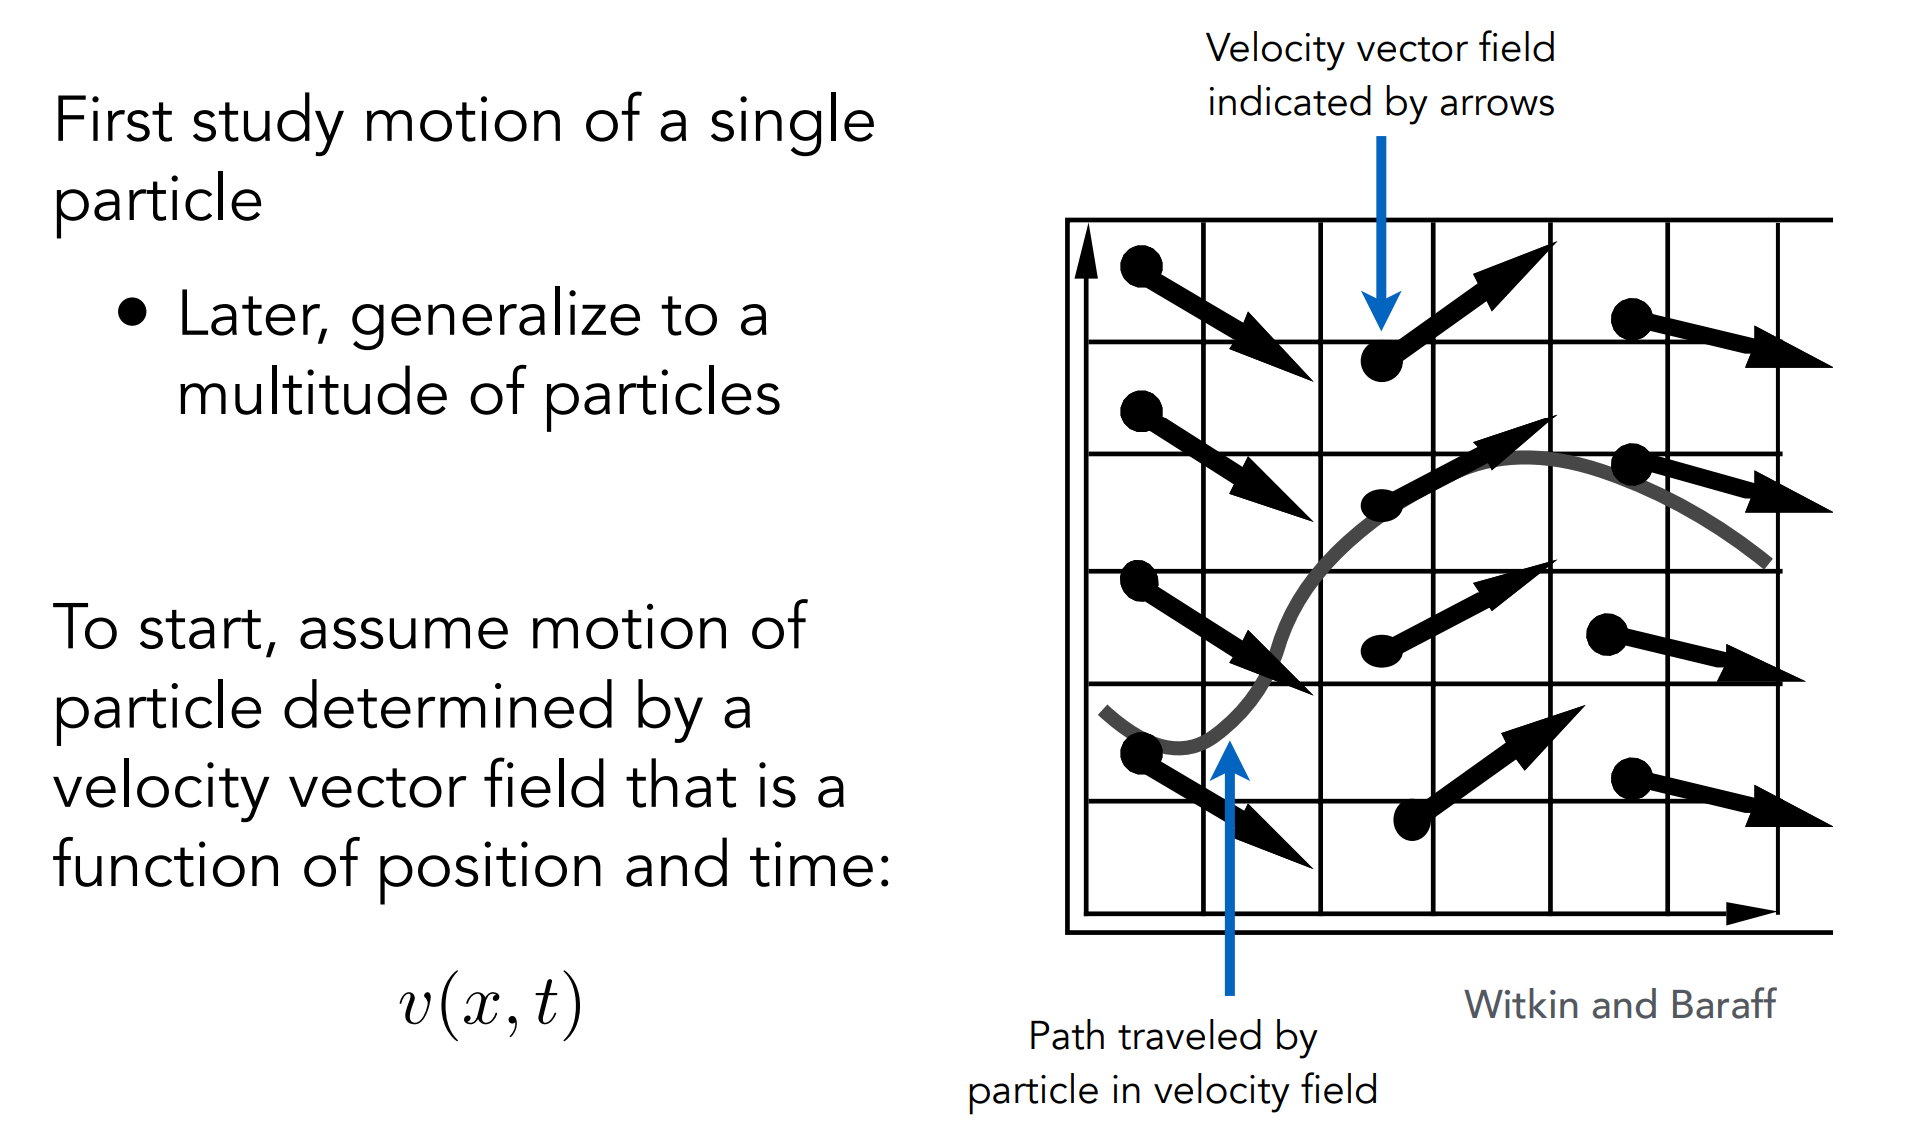 First study motion of a single
particle
• Later, generalize to a
multitude of particles
To start, assume motion of
particle determined by a
velocity vector field that is a
function of position and time:
v(x, t)
Velocity vector field
indicated by arrows
Witkin and Baraff
Path traveled by
particle in velocity field